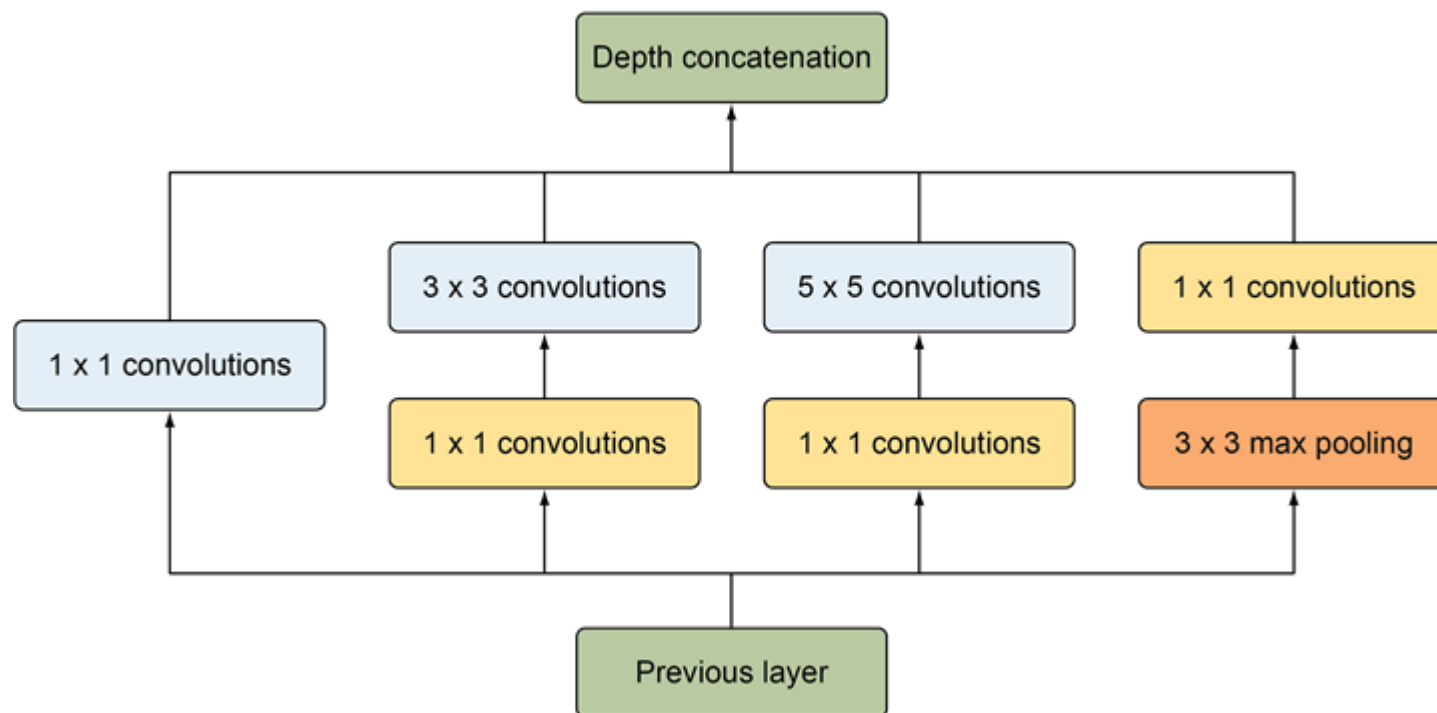 Depth concatenation
3 x 3 convolutions
5 x 5 convolutions
1 x 1 convolutions
1 x 1 convolutions
1 x 1 convolutions
1 x 1 convolutions
3 x 3 max pooling
Previous layer